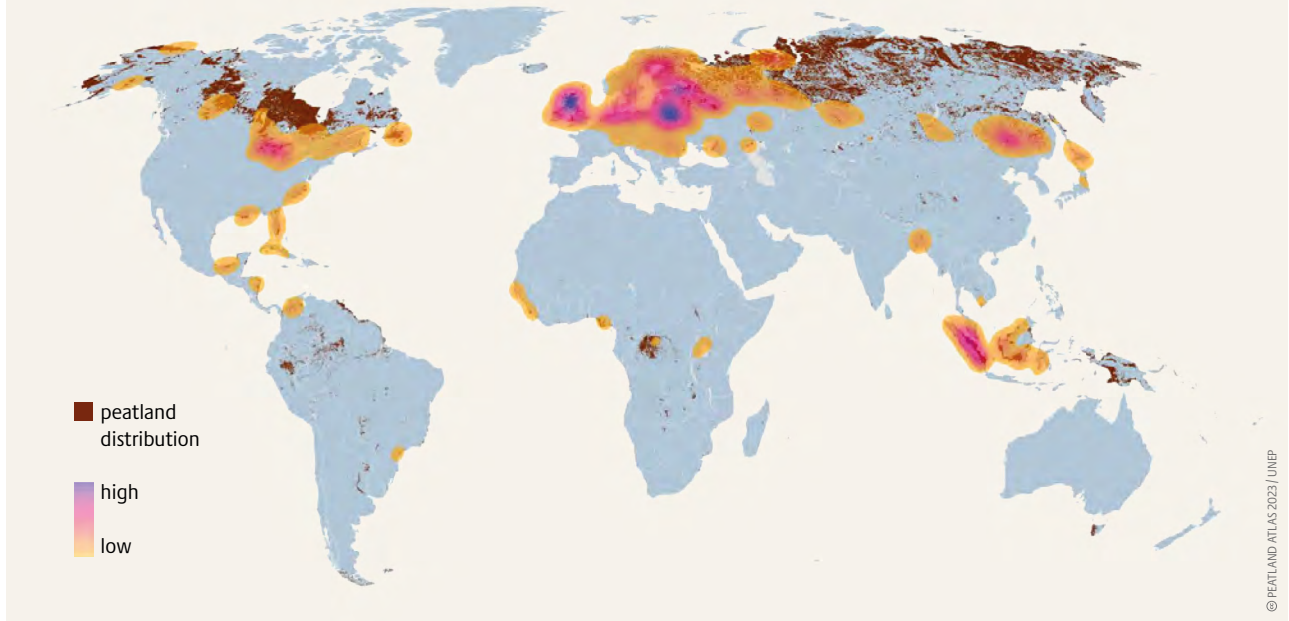 peatland
distribution
high
low
© PEATLAND ATLAS 2023 / UNEP